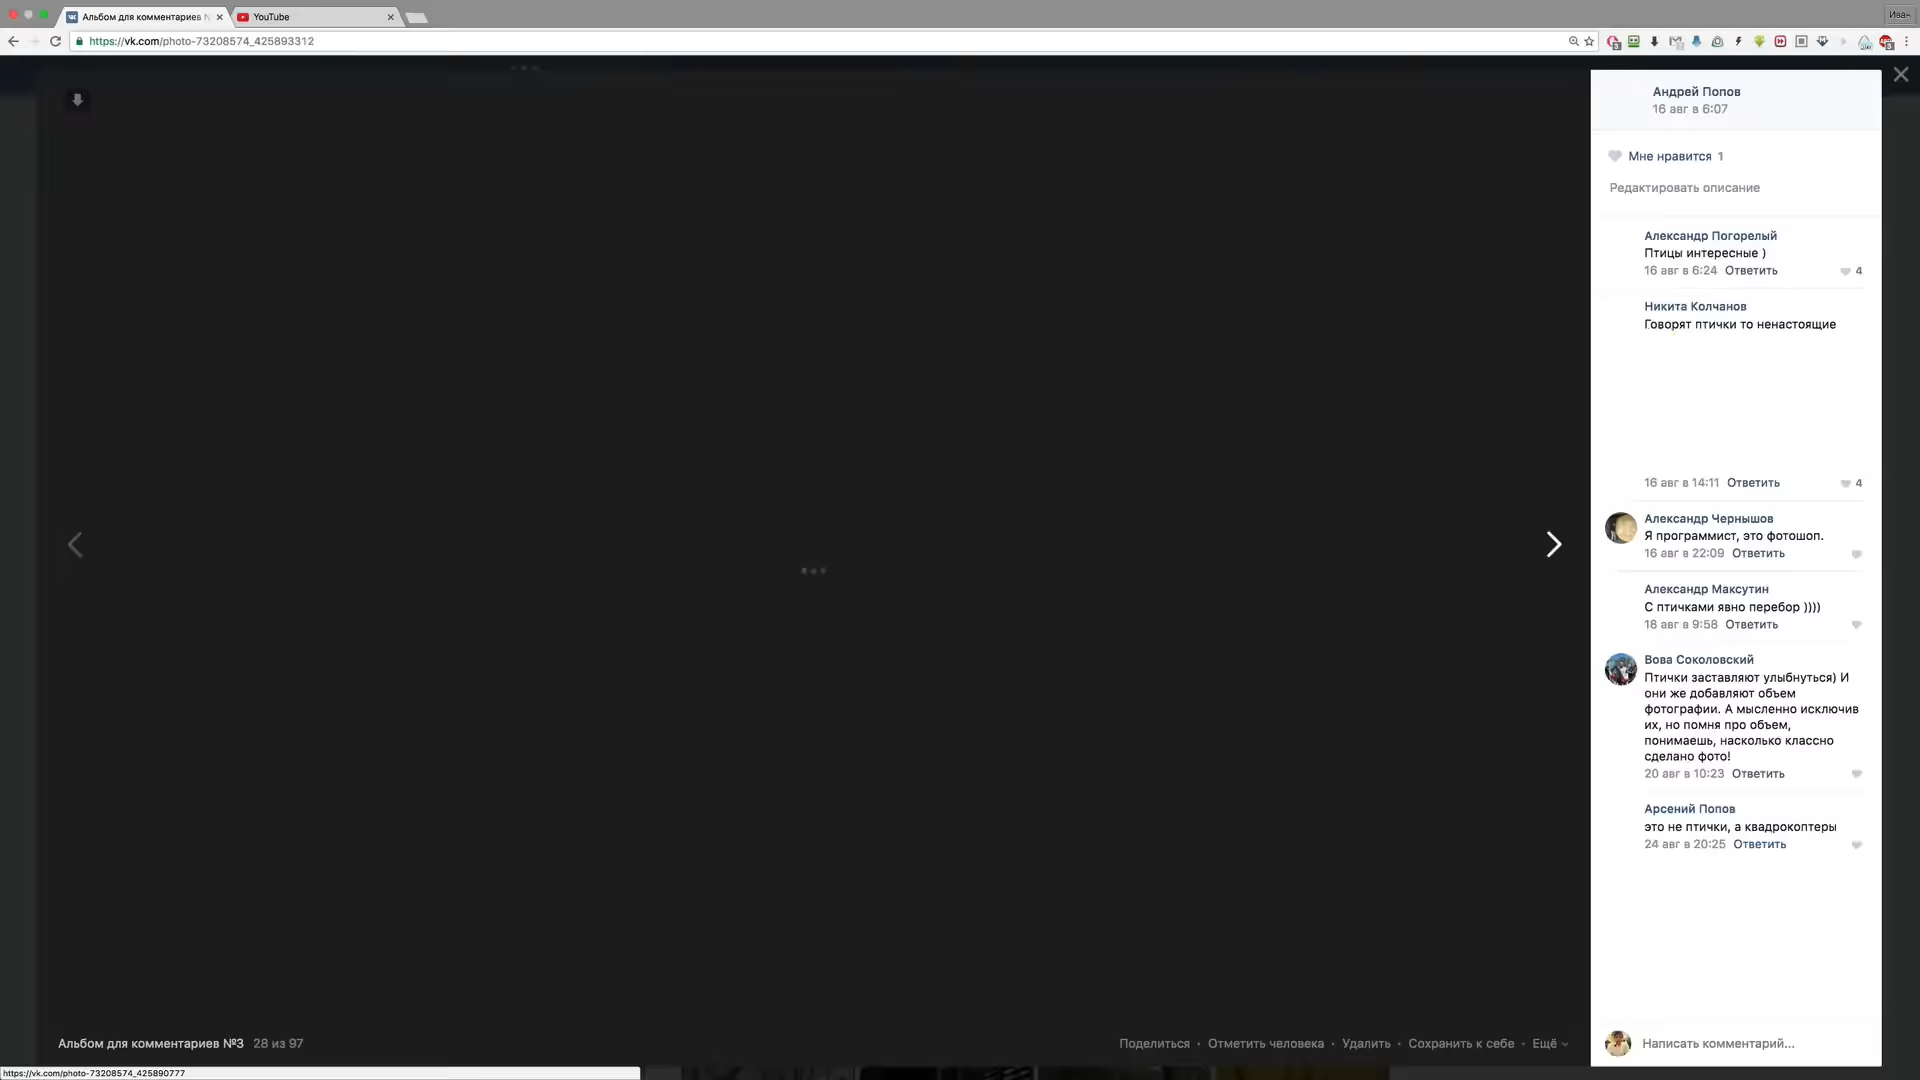 Альбом для комментариев
YouTube
Иван
https://vk.com/photo-73208574_425893312
Андрей Попов
16 авг в 6:07
Мне нравится 1
Редактировать описание
Александр Погорелый
Птицы интересные )
16 авг в 6:24 Ответить 4
Никита Колчанов
Говорят птички то ненастоящие
16 авг в 14:11 Ответить 4
Александр Чернышов
Я программист, это фотошоп.
16 авг в 22:09 Ответить
Александр Максутин
С птичками явно перебор ))))
18 авг в 9:58 Ответить
Вова Соколовский
Птички заставляют улыбнуться) И
они же добавляют объем
фотографии. А мысленно исключив
их, но помня про объем,
понимаешь, насколько классно
сделано фото!
20 авг в 10:23 Ответить
Арсений Попов
это не птички, а квадрокоптеры
24 авг в 20:25 Ответить
Альбом для комментариев №3 28 из 97
Поделиться · Отметить человека · Удалить · Сохранить к себе · Ещё
Написать комментарий...
https://vk.com/photo-73208574_425890777